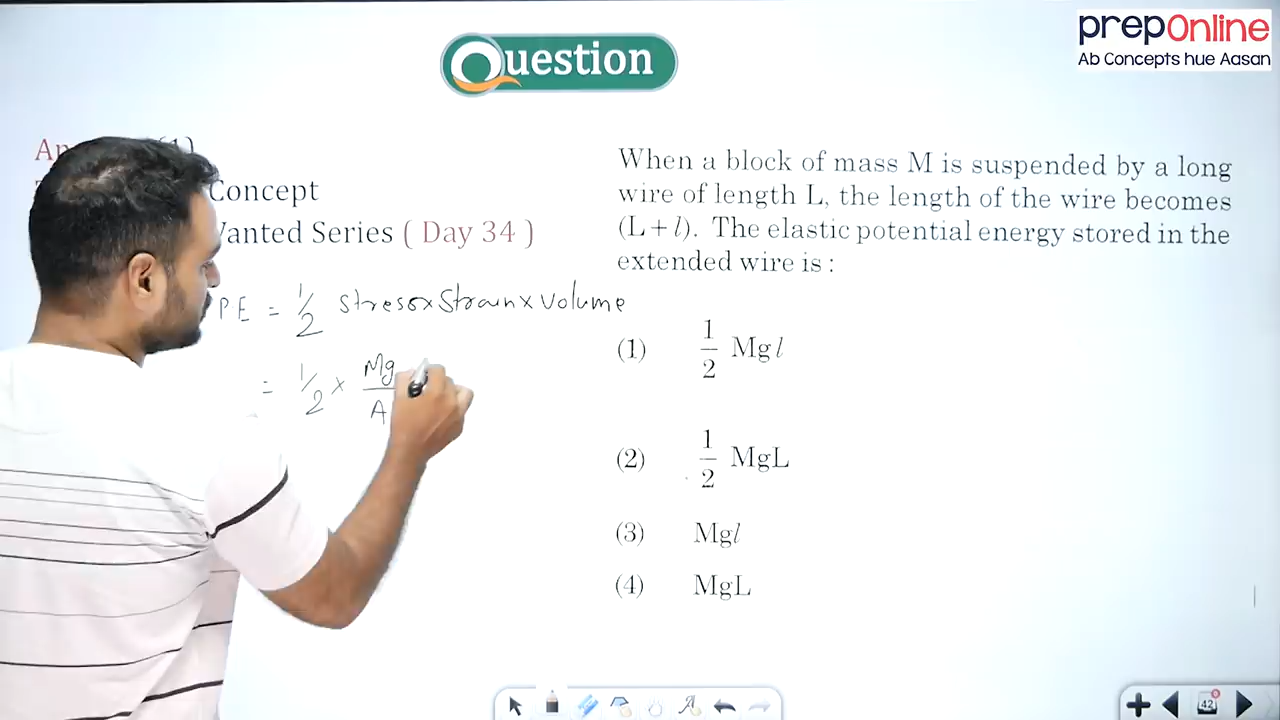 prepOnline
Ab Concepts hue Aasan
Question
(1)
Concept
Series ( Day 34 )
When a block of mass M is suspended by a long
wire of length L, the length of the wire becomes
(L+l). The elastic potential energy stored in the
extended wire is :
PE = 1/2 stress x Strain x volume
= 1/2 x Mg/A
(1) 1/2 Mgl
(2) 1/2 MgL
(3) Mgl
(4) MgL
42